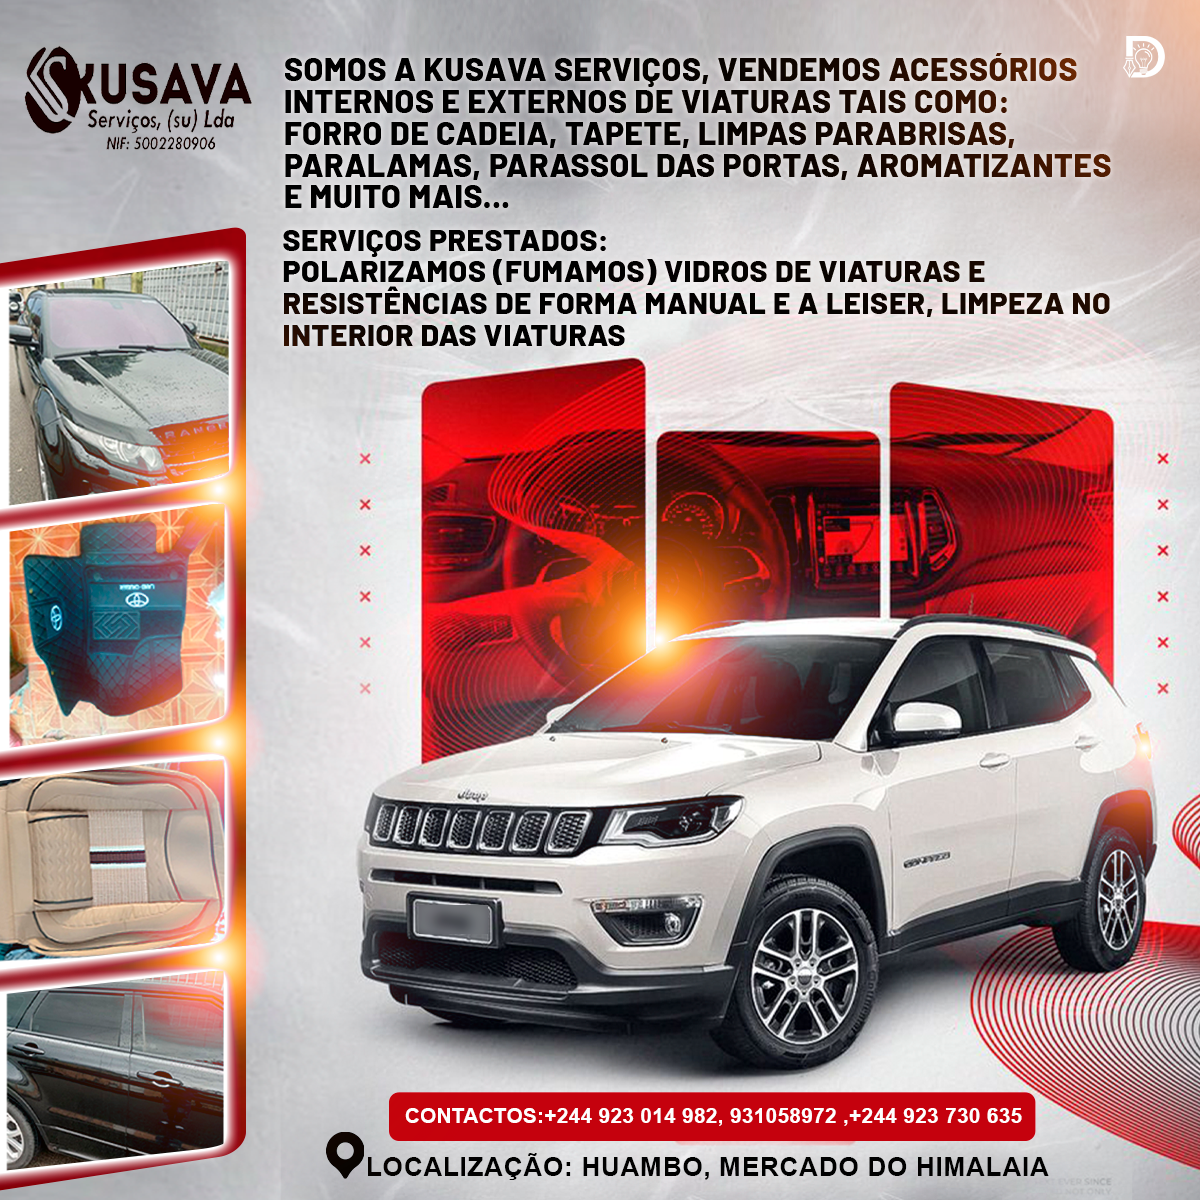 KUSAVA
Serviços, (su) Lda
NIF: 5002280906
SOMOS A KUSAVA SERVIÇOS, VENDEMOS ACESSÓRIOS
INTERNOS E EXTERNOS DE VIATURAS TAIS COMO:
FORRO DE CADEIA, TAPETE, LIMPAS PARABRISAS,
PARALAMAS, PARASSOL DAS PORTAS, AROMATIZANTES
E MUITO MAIS...
SERVIÇOS PRESTADOS:
POLARIZAMOS (FUMAMOS) VIDROS DE VIATURAS E
RESISTÊNCIAS DE FORMA MANUAL E A LEISER, LIMPEZA NO
INTERIOR DAS VIATURAS
RANGE
Jeep
CONTACTOS:+244 923 014 982, 931058972 ,+244 923 730 635
LOCALIZAÇÃO: HUAMBO, MERCADO DO HIMALAIA